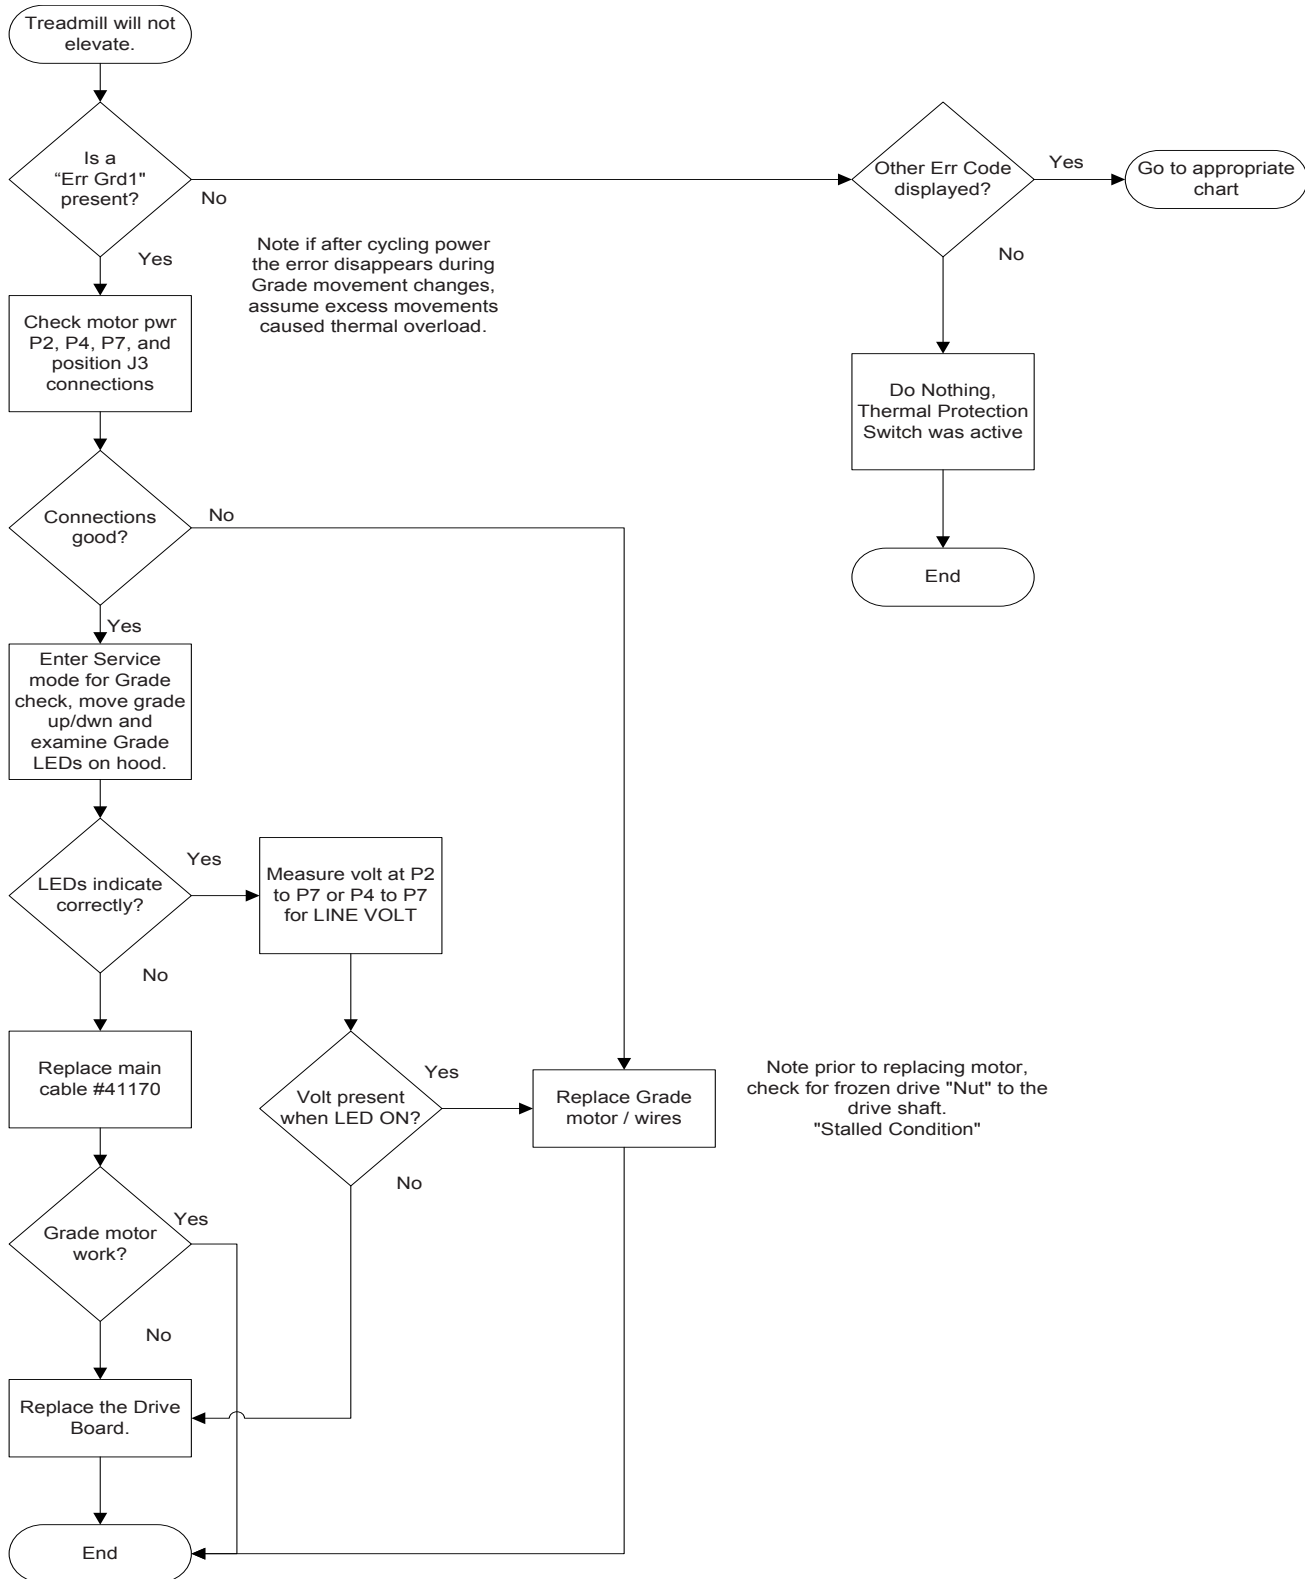 Treadmill will not
elevate.
Is a
“Err Grd1"
present?
No
Yes
Other Err Code
displayed?
Yes
No
Go to appropriate
chart
Note if after cycling power
the error disappears during
Grade movement changes,
assume excess movements
caused thermal overload.
Check motor pwr
P2, P4, P7, and
position J3
connections
Do Nothing,
Thermal Protection
Switch was active
End
Connections
good?
No
Yes
Enter Service
mode for Grade
check, move grade
up/dwn and
examine Grade
LEDs on hood.
LEDs indicate
correctly?
Yes
No
Measure volt at P2
to P7 or P4 to P7
for LINE VOLT
Replace main
cable #41170
Volt present
when LED ON?
Yes
No
Replace Grade
motor / wires
Note prior to replacing motor,
check for frozen drive "Nut" to the
drive shaft.
"Stalled Condition"
Grade motor
work?
Yes
No
Replace the Drive
Board.
End